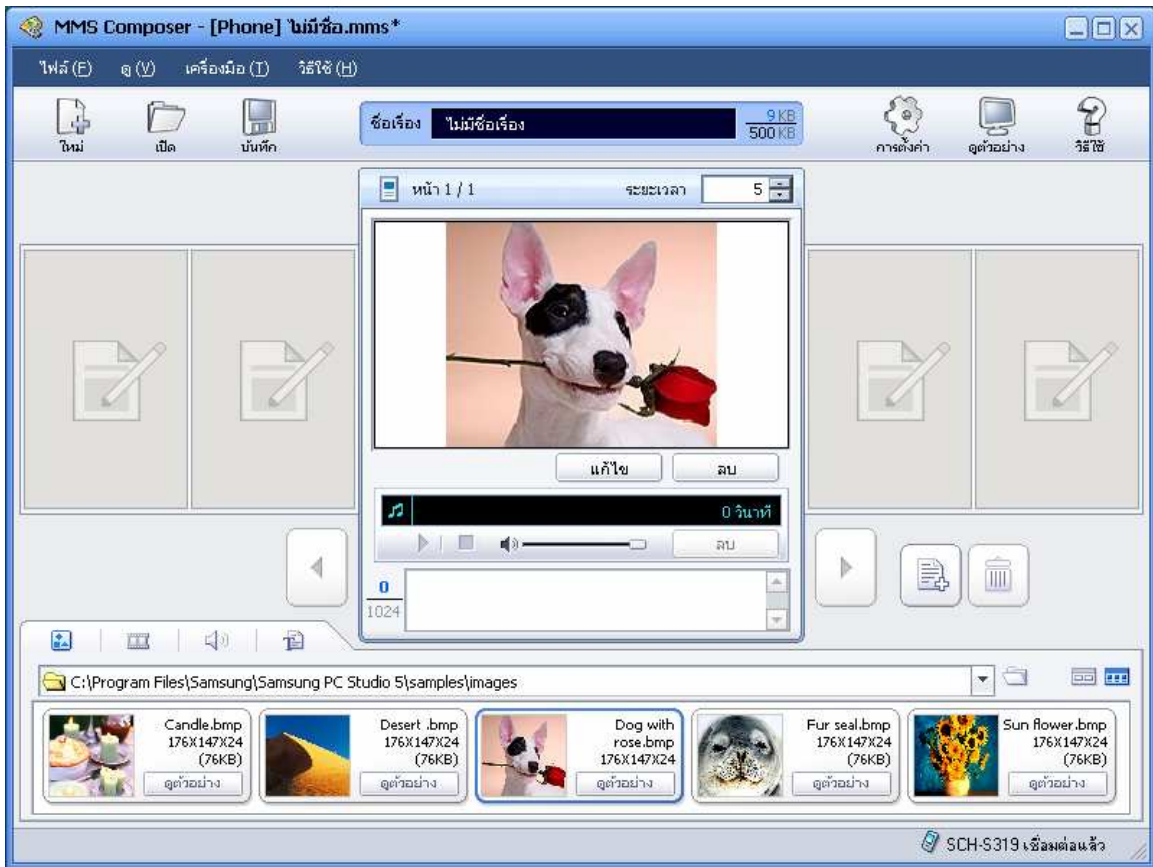 MMS Composer - [Phone] ไม่มีชื่อ.mms*
ไฟล์ (F) ดู (V) เครื่องมือ (T) วิธีใช้ (H)
ใหม่ เปิด บันทึก
ชื่อเรื่อง ไม่มีชื่อเรื่อง
9 KB
500 KB
การตั้งค่า ดูตัวอย่าง วิธีใช้
หน้า 1 / 1 ระยะเวลา 5
แก้ไข ลบ
0 วินาที
ลบ
0
1024
C:\Program Files\Samsung\Samsung PC Studio 5\samples\images
Candle.bmp
176X147X24
(76KB)
ดูตัวอย่าง
Desert .bmp
176X147X24
(76KB)
ดูตัวอย่าง
Dog with
rose.bmp
176X147X24
ดูตัวอย่าง
Fur seal.bmp
176X147X24
(76KB)
ดูตัวอย่าง
Sun flower.bmp
176X147X24
(76KB)
ดูตัวอย่าง
SCH-S319 เชื่อมต่อแล้ว